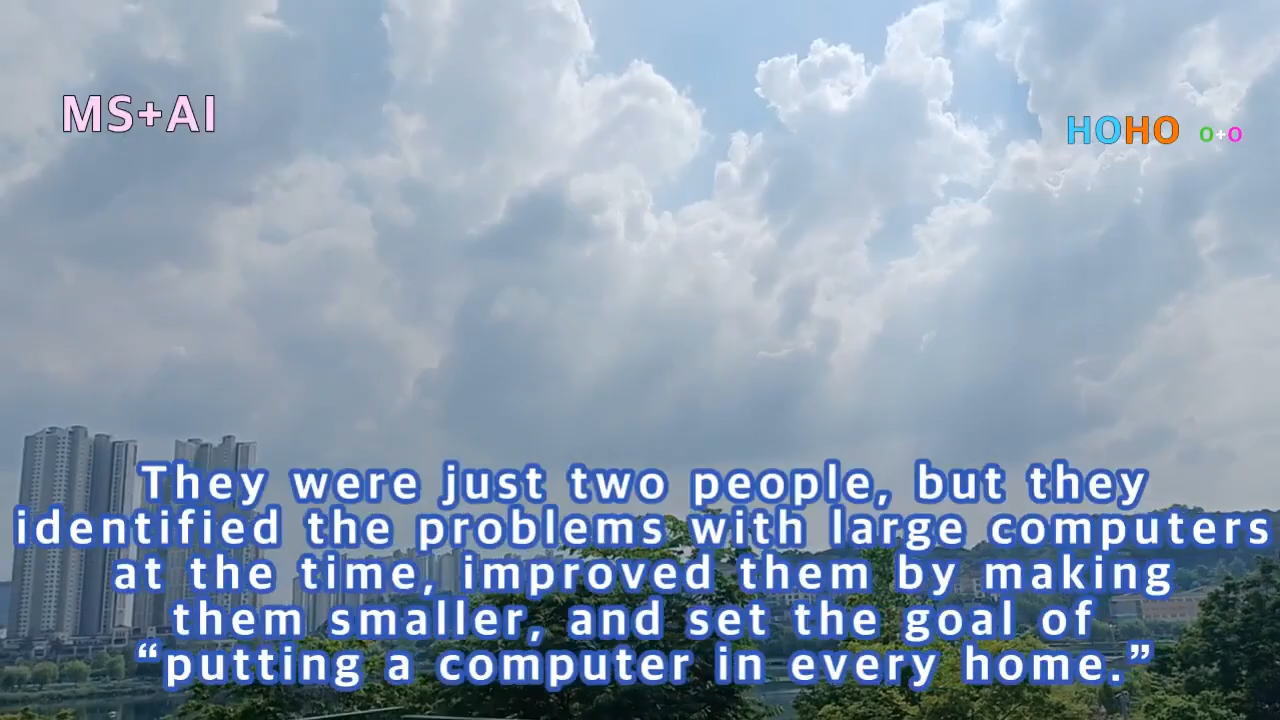 MS+AI
HOHO O+O
They were just two people, but they
identified the problems with large computers
at the time, improved them by making
them smaller, and set the goal of
“putting a computer in every home.”